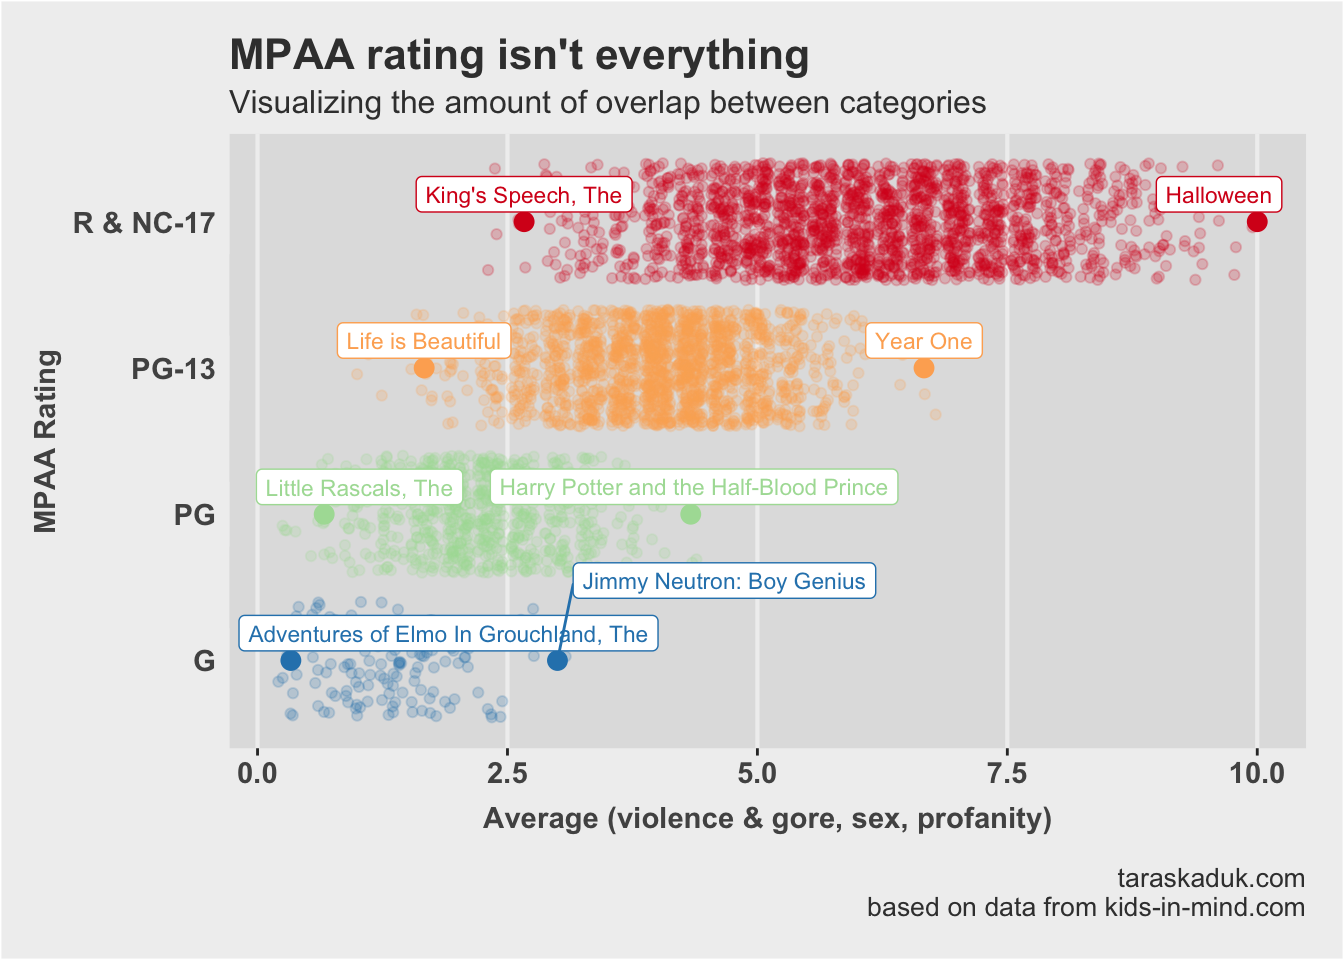 MPAA rating isn't everything
Visualizing the amount of overlap between categories
MPAA Rating
R & NC-17
King's Speech, The
Halloween
PG-13
Life is Beautiful
Year One
PG
Little Rascals, The
Harry Potter and the Half-Blood Prince
Jimmy Neutron: Boy Genius
G
Adventures of Elmo In Grouchland, The
0.0 2.5 5.0 7.5 10.0
Average (violence & gore, sex, profanity)
taraskaduk.com
based on data from kids-in-mind.com